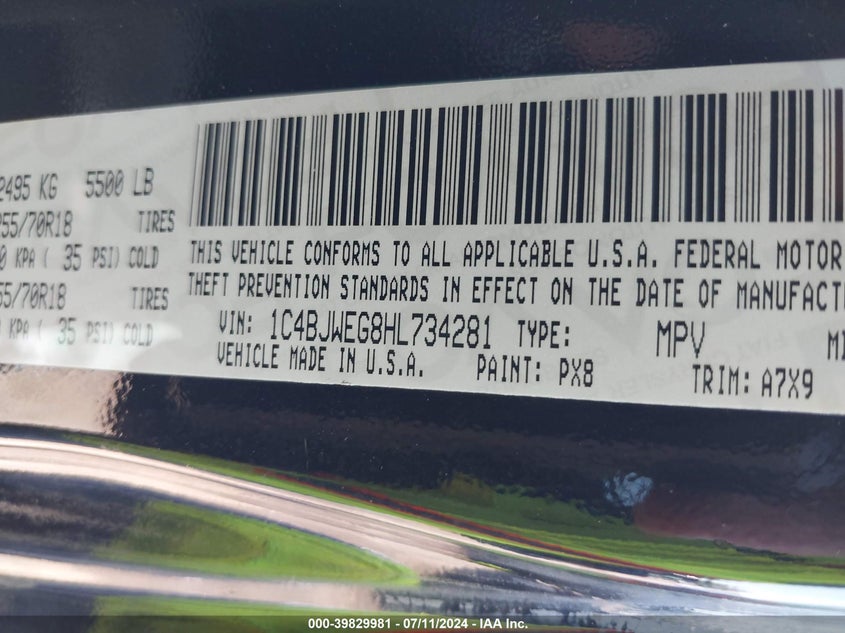 2495 KG 5500 LB
255/70R18 TIRES
KPA ( 35 PSI) COLD
55/70R18 TIRES
KPA ( 35 PSI) COLD
THIS VEHICLE CONFORMS TO ALL APPLICABLE U.S.A. FEDERAL MOTOR
THEFT PREVENTION STANDARDS IN EFFECT ON THE DATE OF MANUFACT
VIN: 1C4BJWEG8HL734281 TYPE: MPV
VEHICLE MADE IN U.S.A. PAINT: PX8 TRIM: A7X9
000-39829981 - 07/11/2024 - IAA Inc.